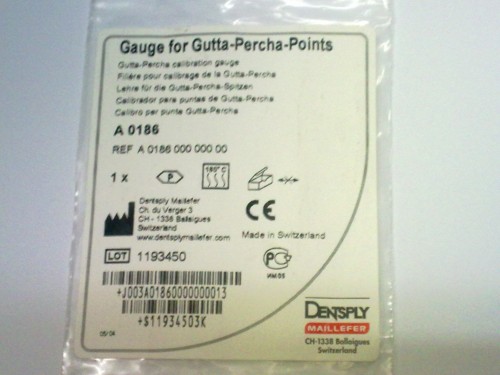 Gauge for Gutta-Percha-Points
Gutta-Percha calibration gauge
Filière pour calibrage de la Gutta-Percha
Lehre für die Gutta-Percha-Spitzen
Calibrador para puntas de Gutta-Percha
Calibro per punte Gutta-Percha
A 0186
REF A 0186 000 000 00
1 x
P
180° C
Dentsply Maillefer
Ch. du Verger 3
CH - 1338 Ballaigues
Switzerland
www.dentsplymaillefer.com
CE
Made in Switzerland
LOT 1193450
+J003A01860000000013
+$11934503K
DENTSPLY
MAILLEFER
CH-1338 Ballaigues
Switzerland